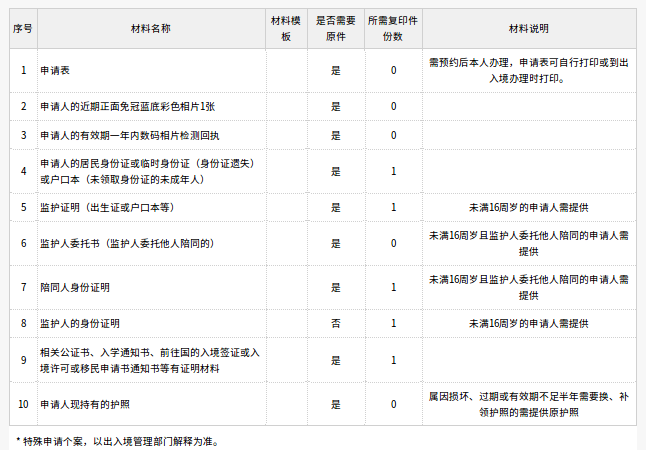 序号 材料名称 材料模板 是否需要原件 所需复印件份数 材料说明
1 申请表 是 0 需预约后本人办理，申请表可自行打印或到出
入境办理时打印。
2 申请人的近期正面免冠蓝底彩色相片1张 是 0
3 申请人的有效期一年内数码相片检测回执 是 0
4 申请人的居民身份证或临时身份证（身份证遗失）
或户口本（未领取身份证的未成年人） 是 1
5 监护证明（出生证或户口本等） 是 1 未满16周岁的申请人需提供
6 监护人委托书（监护人委托他人陪同的） 是 0 未满16周岁且监护人委托他人陪同的申请人需
提供
7 陪同人身份证明 是 1 未满16周岁且监护人委托他人陪同的申请人需
提供
8 监护人的身份证明 否 1 未满16周岁的申请人需提供
9 相关公证书、入学通知书、前往国的入境签证或入
境许可或移民申请书通知书等有证明材料 是 1
10 申请人现持有的护照 是 0 属因损坏、过期或有效期不足半年需要换、补
领护照的需提供原护照
* 特殊申请个案，以出入境管理部门解释为准。